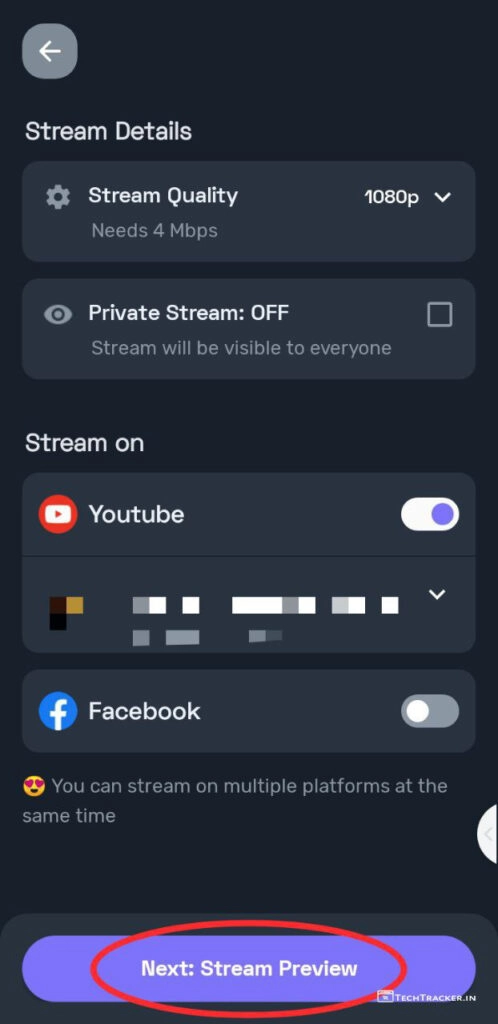 Stream Details
Stream Quality 1080p
Needs 4 Mbps
Private Stream: OFF
Stream will be visible to everyone
Stream on
Youtube
Facebook
😍 You can stream on multiple platforms at the
same time
Next: Stream Preview
TechTracker.in